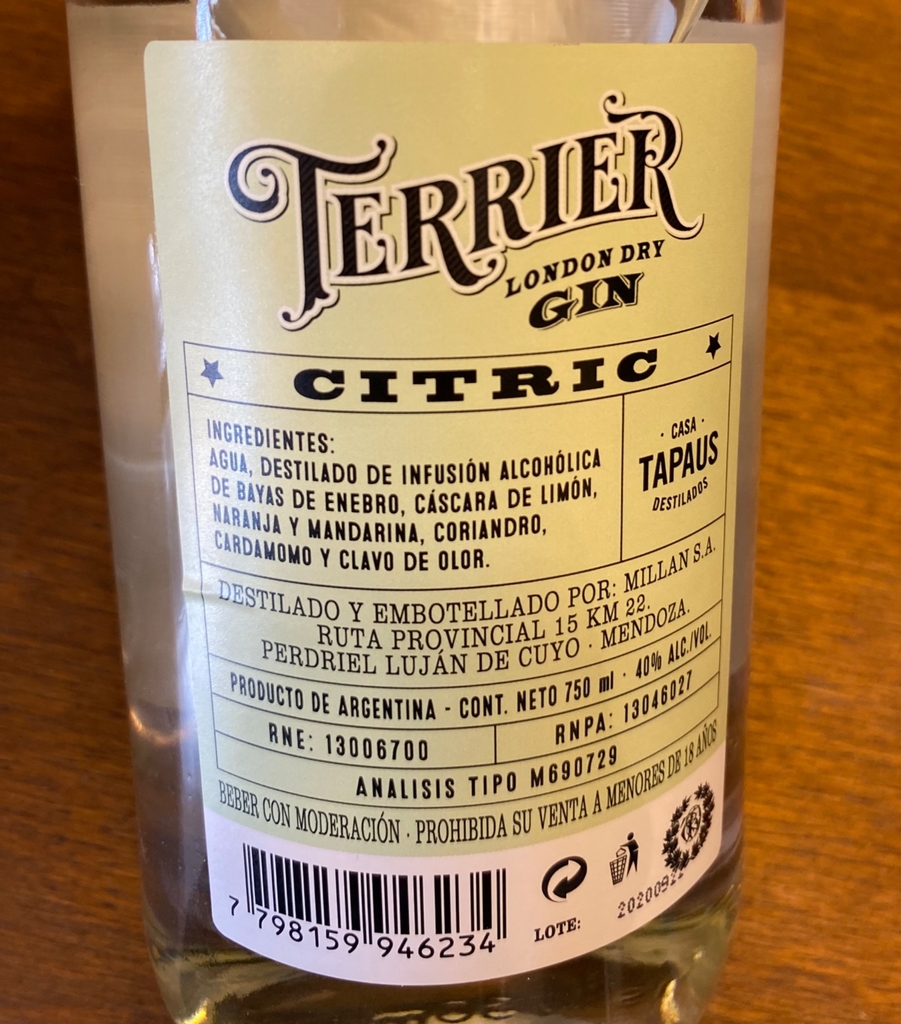 TERRIER
LONDON DRY
GIN
CITRIC
INGREDIENTES:
AGUA, DESTILADO DE INFUSIÓN ALCOHÓLICA
DE BAYAS DE ENEBRO, CÁSCARA DE LIMÓN,
NARANJA Y MANDARINA, CORIANDRO,
CARDAMOMO Y CLAVO DE OLOR.
· CASA ·
TAPAUS
DESTILADOS
DESTILADO Y EMBOTELLADO POR: MILLAN S.A.
RUTA PROVINCIAL 15 KM 22.
PERDRIEL LUJÁN DE CUYO · MENDOZA.
PRODUCTO DE ARGENTINA - CONT. NETO 750 ml · 40% ALC./VOL.
RNE: 13006700
RNPA: 13046027
ANALISIS TIPO M690729
BEBER CON MODERACIÓN · PROHIBIDA SU VENTA A MENORES DE 18 AÑOS
7 798159 946234
LOTE: